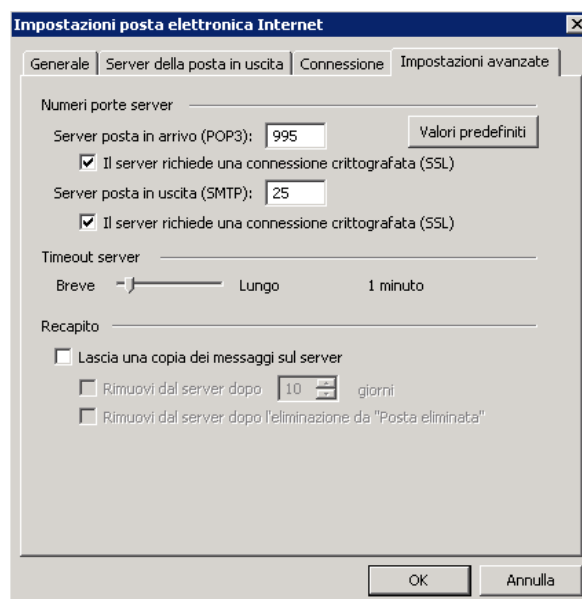 Impostazioni posta elettronica Internet
Generale
Server della posta in uscita
Connessione
Impostazioni avanzate
Numeri porte server
Server posta in arrivo (POP3): 995
Valori predefiniti
Il server richiede una connessione crittografata (SSL)
Server posta in uscita (SMTP): 25
Il server richiede una connessione crittografata (SSL)
Timeout server
Breve Lungo 1 minuto
Recapito
Lascia una copia dei messaggi sul server
Rimuovi dal server dopo 10 giorni
Rimuovi dal server dopo l'eliminazione da "Posta eliminata"
OK
Annulla